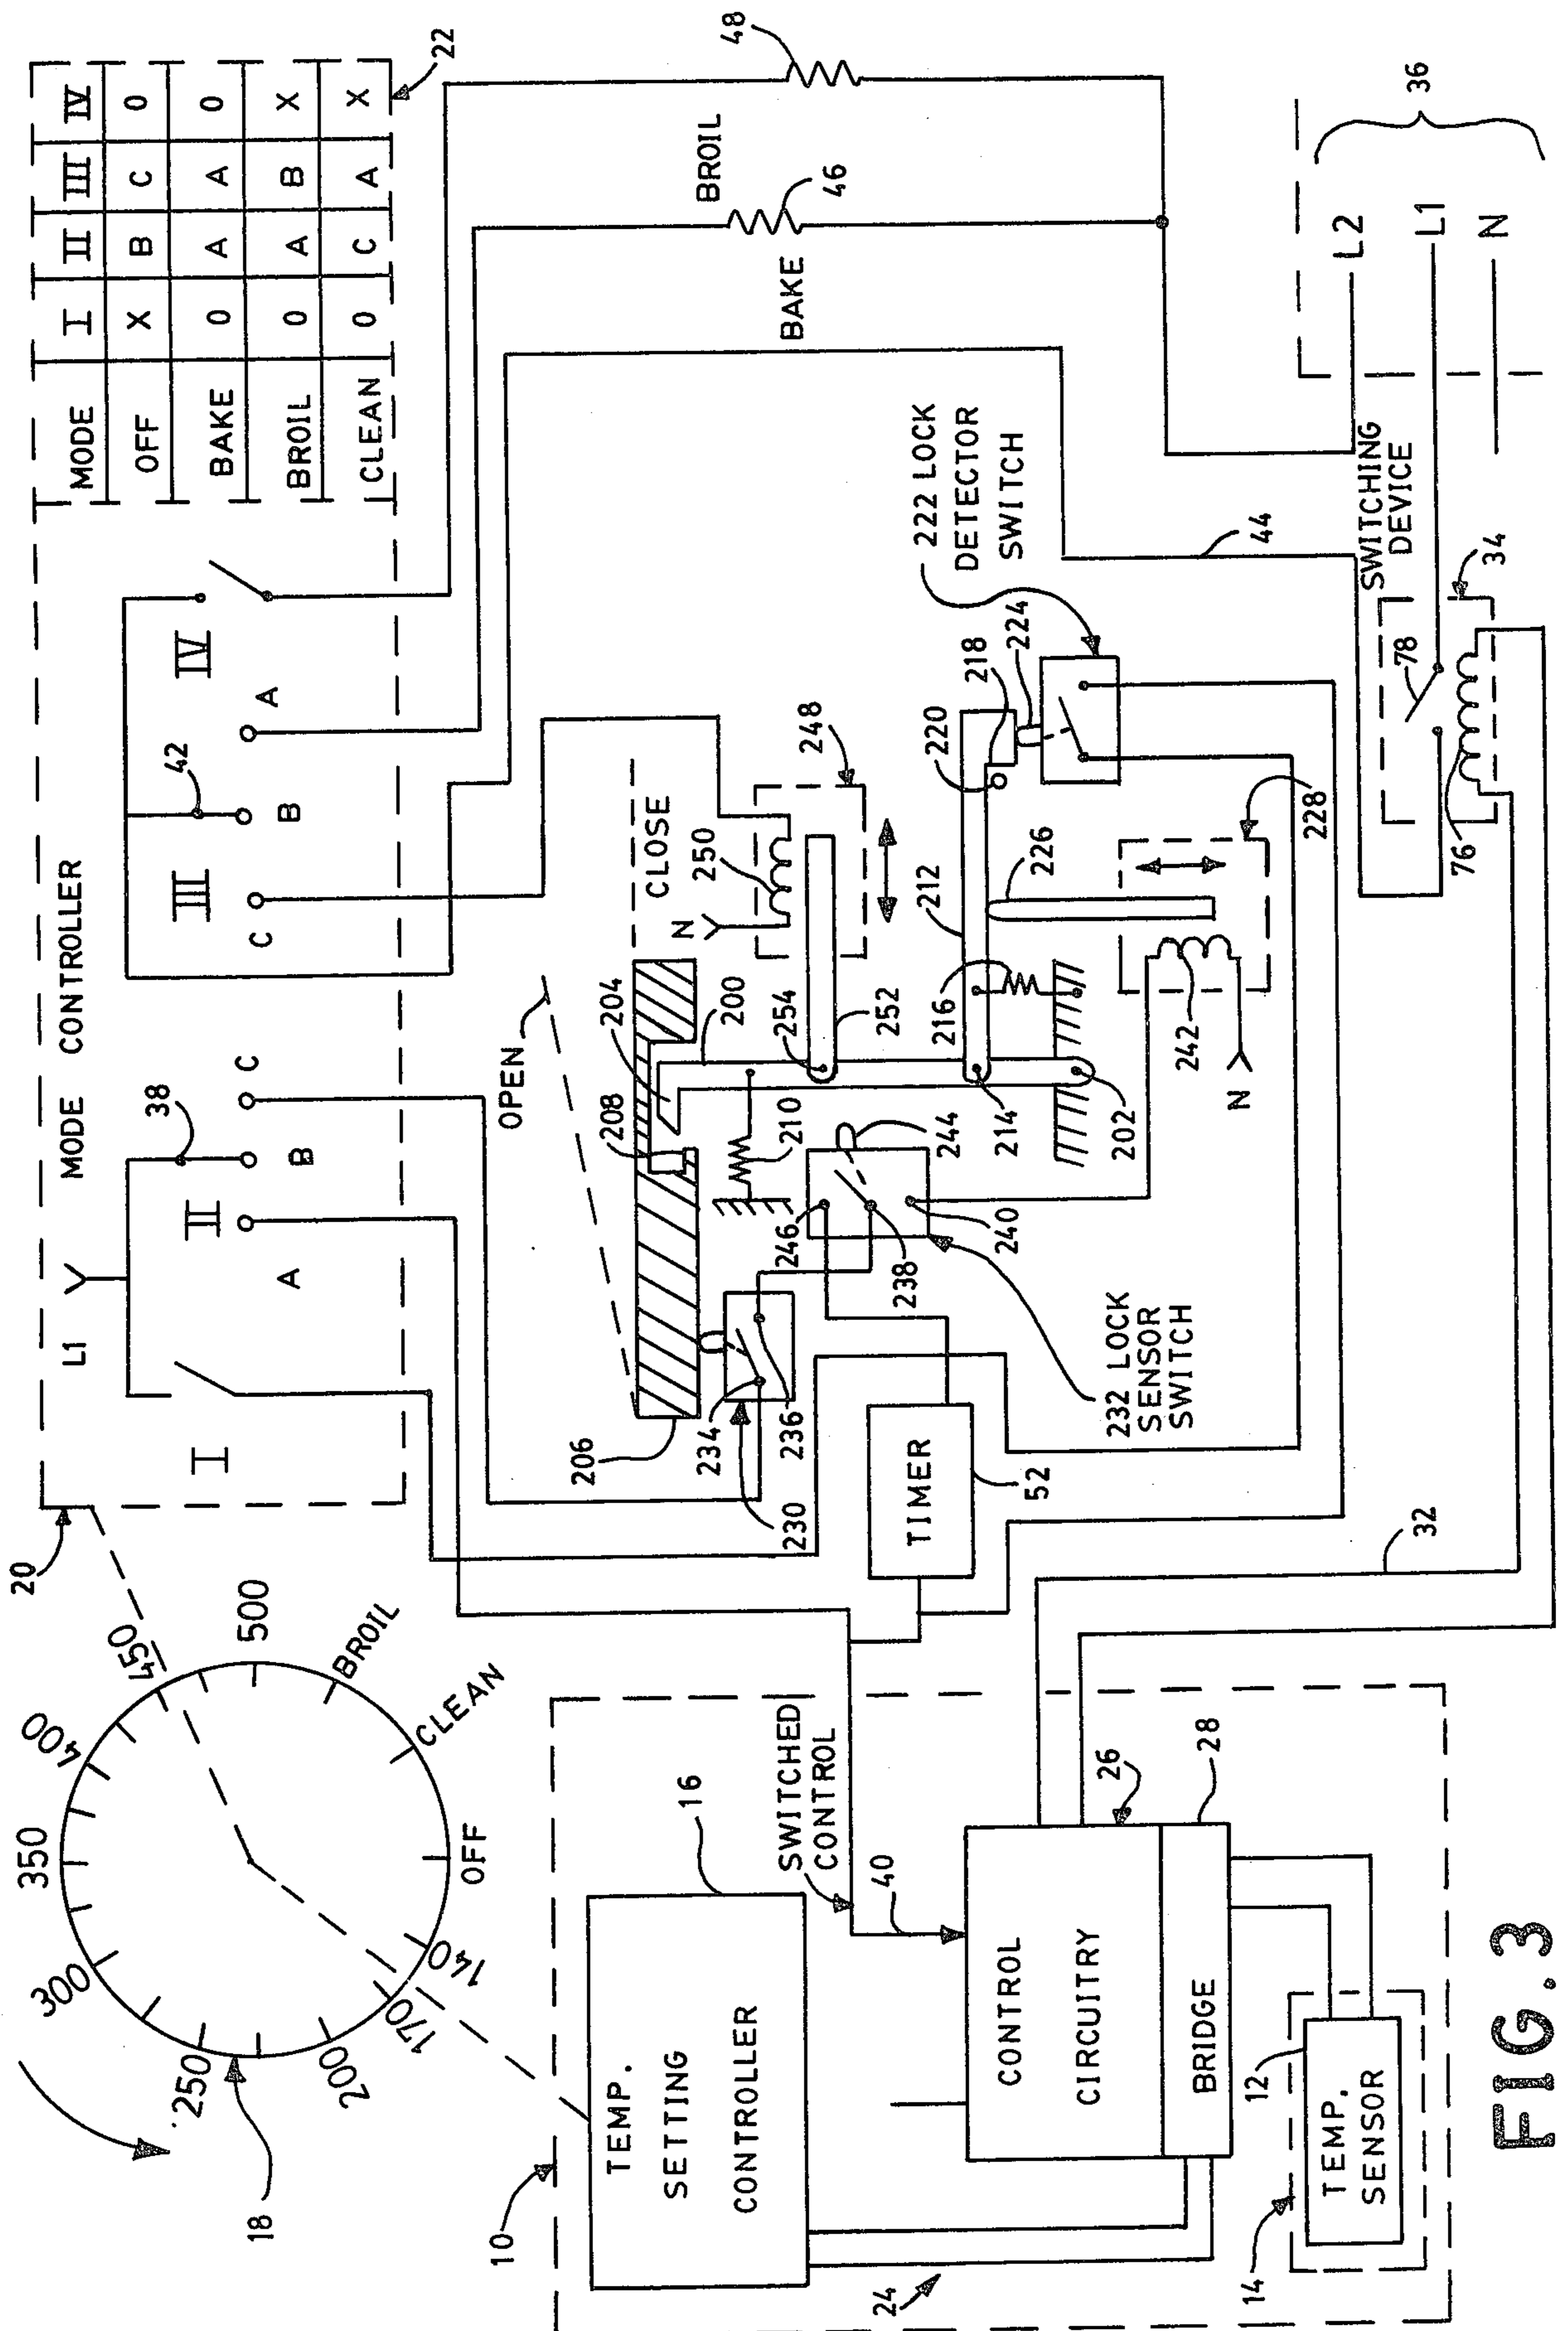 20
L1
MODE CONTROLLER
I
II
III
IV
A
B
C
38
C
B
A
42
MODE I II III IV
OFF X B C 0
BAKE 0 A A 0
BROIL 0 A B X
CLEAN 0 C A X
22
18
OFF
140
170
200
250
300
350
400
450
500
BROIL
CLEAN
OPEN
CLOSE
206
208
204
200
210
254
252
250
N
248
234
236
230
246
238
240
244
214
202
216
212
226
220
218
224
222 LOCK
DETECTOR
SWITCH
242
N
228
232 LOCK
SENSOR
SWITCH
TIMER
52
BAKE
BROIL
46
48
44
L2
L1
N
36
SWITCHING
DEVICE
34
78
76
32
10
TEMP.
SETTING
CONTROLLER
16
SWITCHED
CONTROL
40
CONTROL
CIRCUITRY
26
BRIDGE
28
24
14
12
TEMP.
SENSOR
FIG.3